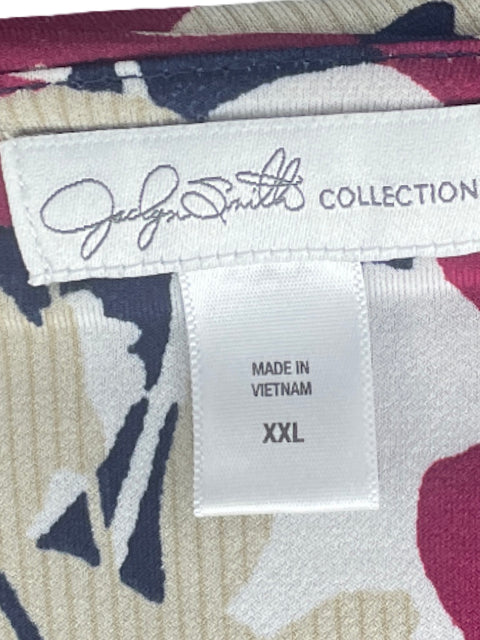 Jaclyn Smith COLLECTION
MADE IN
VIETNAM
XXL